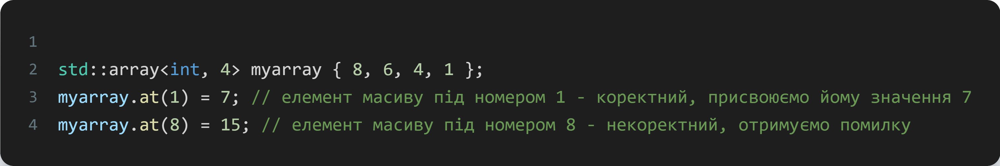 1
2 std::array<int, 4> myarray { 8, 6, 4, 1 };
3 myarray.at(1) = 7; // елемент масиву під номером 1 - коректний, присвоюємо йому значення 7
4 myarray.at(8) = 15; // елемент масиву під номером 8 - некоректний, отримуємо помилку